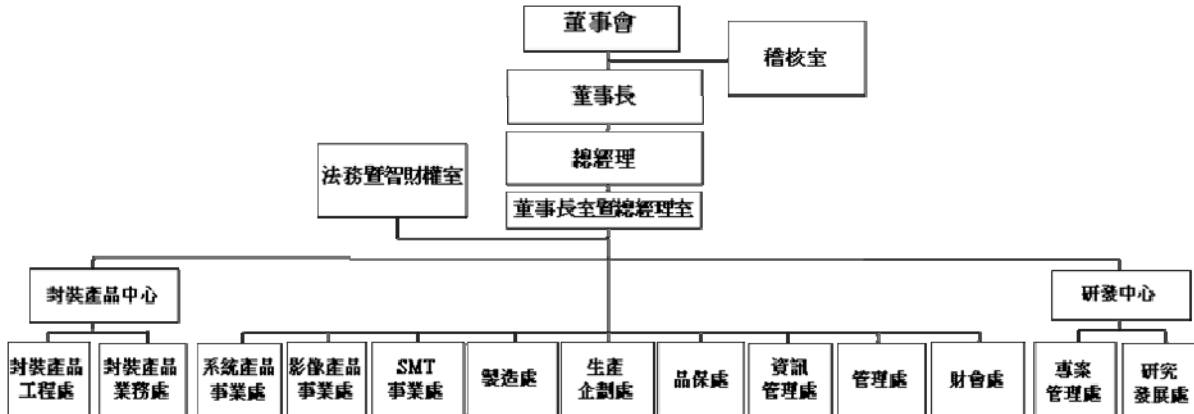 董事會
稽核室
董事長
總經理
法務暨智財權室
董事長室暨總經理室
封裝產品中心
研發中心
封裝產品
工程處
封裝產品
業務處
系統產品
事業處
影像產品
事業處
SMT
事業處
製造處
生產
企劃處
品保處
資訊
管理處
管理處
財會處
專案
管理處
研究
發展處